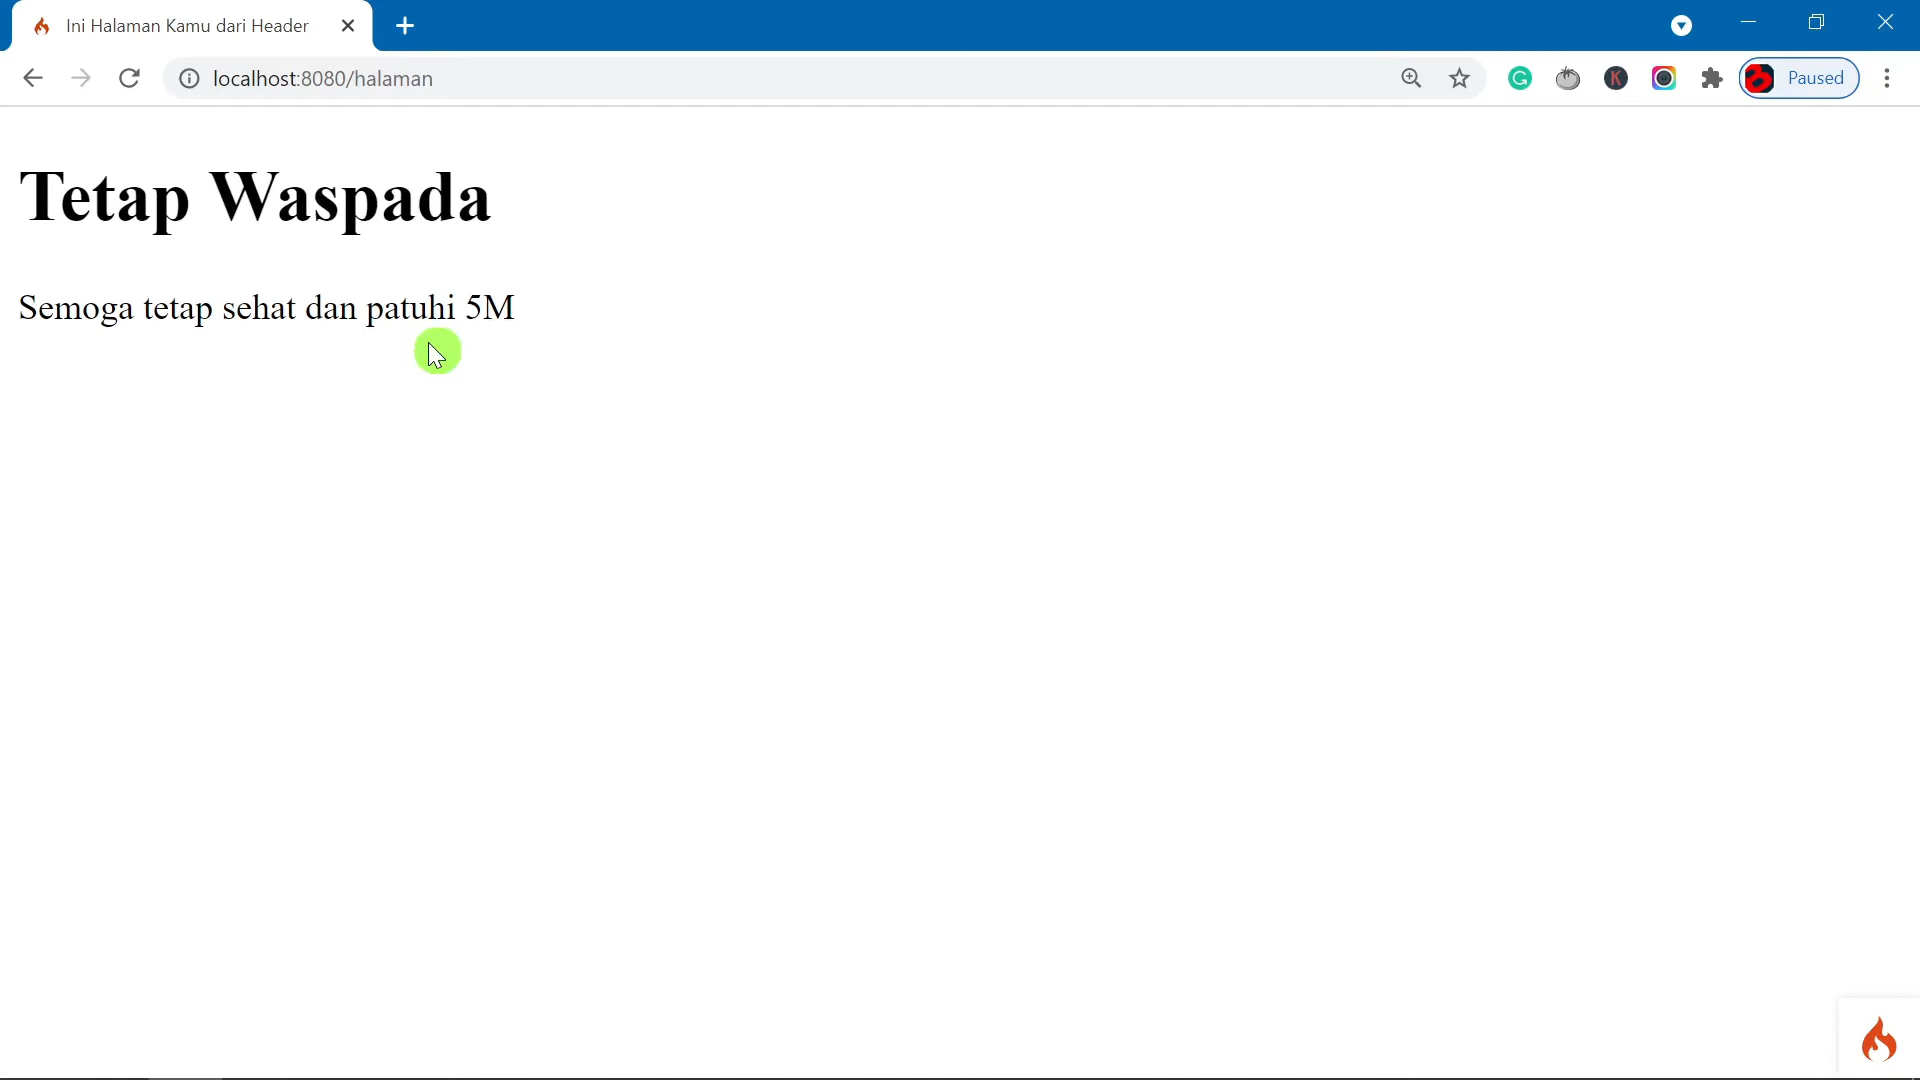 Ini Halaman Kamu dari Header
localhost:8080/halaman
Paused
Tetap Waspada
Semoga tetap sehat dan patuhi 5M